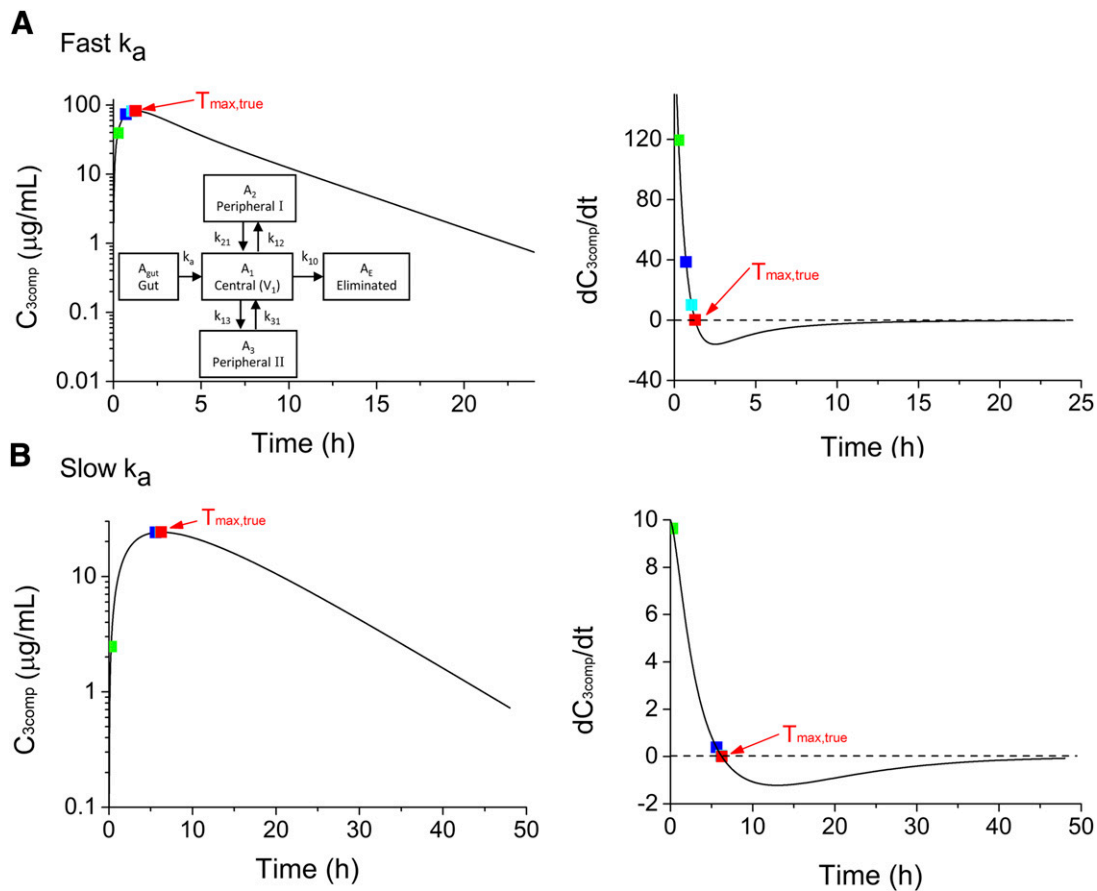 A
Fast ka
Tmax,true
100
10
1
0.1
0.01
C3comp (μg/mL)
A2
Peripheral I
k21
k12
Agut
Gut
ka
A1
Central (V1)
k10
AE
Eliminated
k13
k31
A3
Peripheral II
0
5
10
15
20
Time (h)
120
80
40
0
-40
dC3comp/dt
Tmax,true
0
5
10
15
20
25
Time (h)
B
Slow ka
Tmax,true
10
1
0.1
C3comp (μg/mL)
0
10
20
30
40
50
Time (h)
10
8
6
4
2
0
-2
dC3comp/dt
Tmax,true
0
10
20
30
40
50
Time (h)